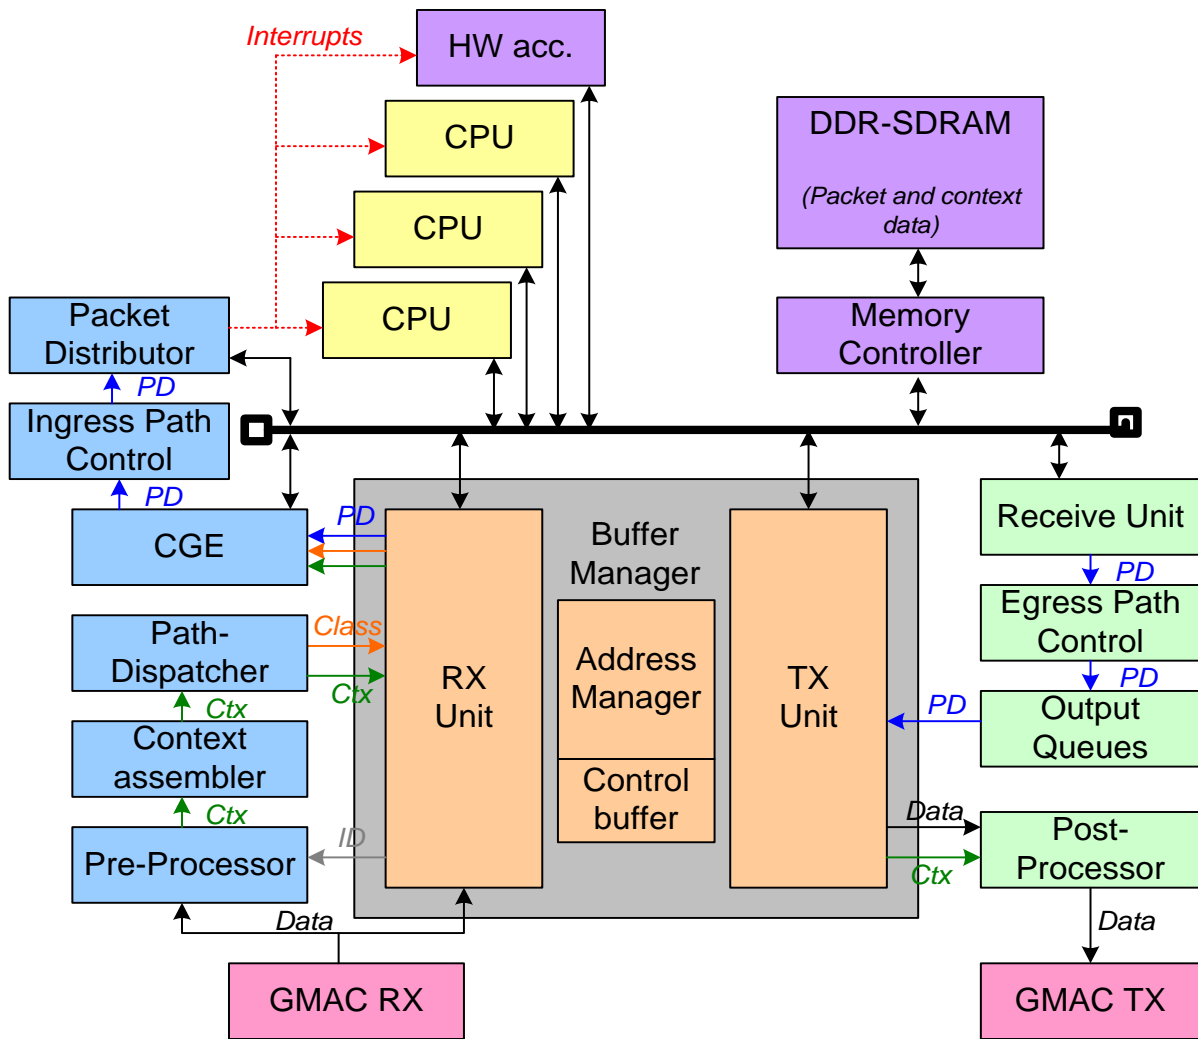 Interrupts
HW acc.
CPU
CPU
CPU
DDR-SDRAM
(Packet and context
data)
Memory
Controller
Packet
Distributor
PD
Ingress Path
Control
PD
CGE
PD
Path-
Dispatcher
Class
Ctx
Ctx
Context
assembler
Ctx
Pre-Processor
ID
Data
GMAC RX
Buffer
Manager
RX
Unit
Address
Manager
Control
buffer
TX
Unit
Receive Unit
PD
Egress Path
Control
PD
Output
Queues
PD
Data
Ctx
Post-
Processor
Data
GMAC TX